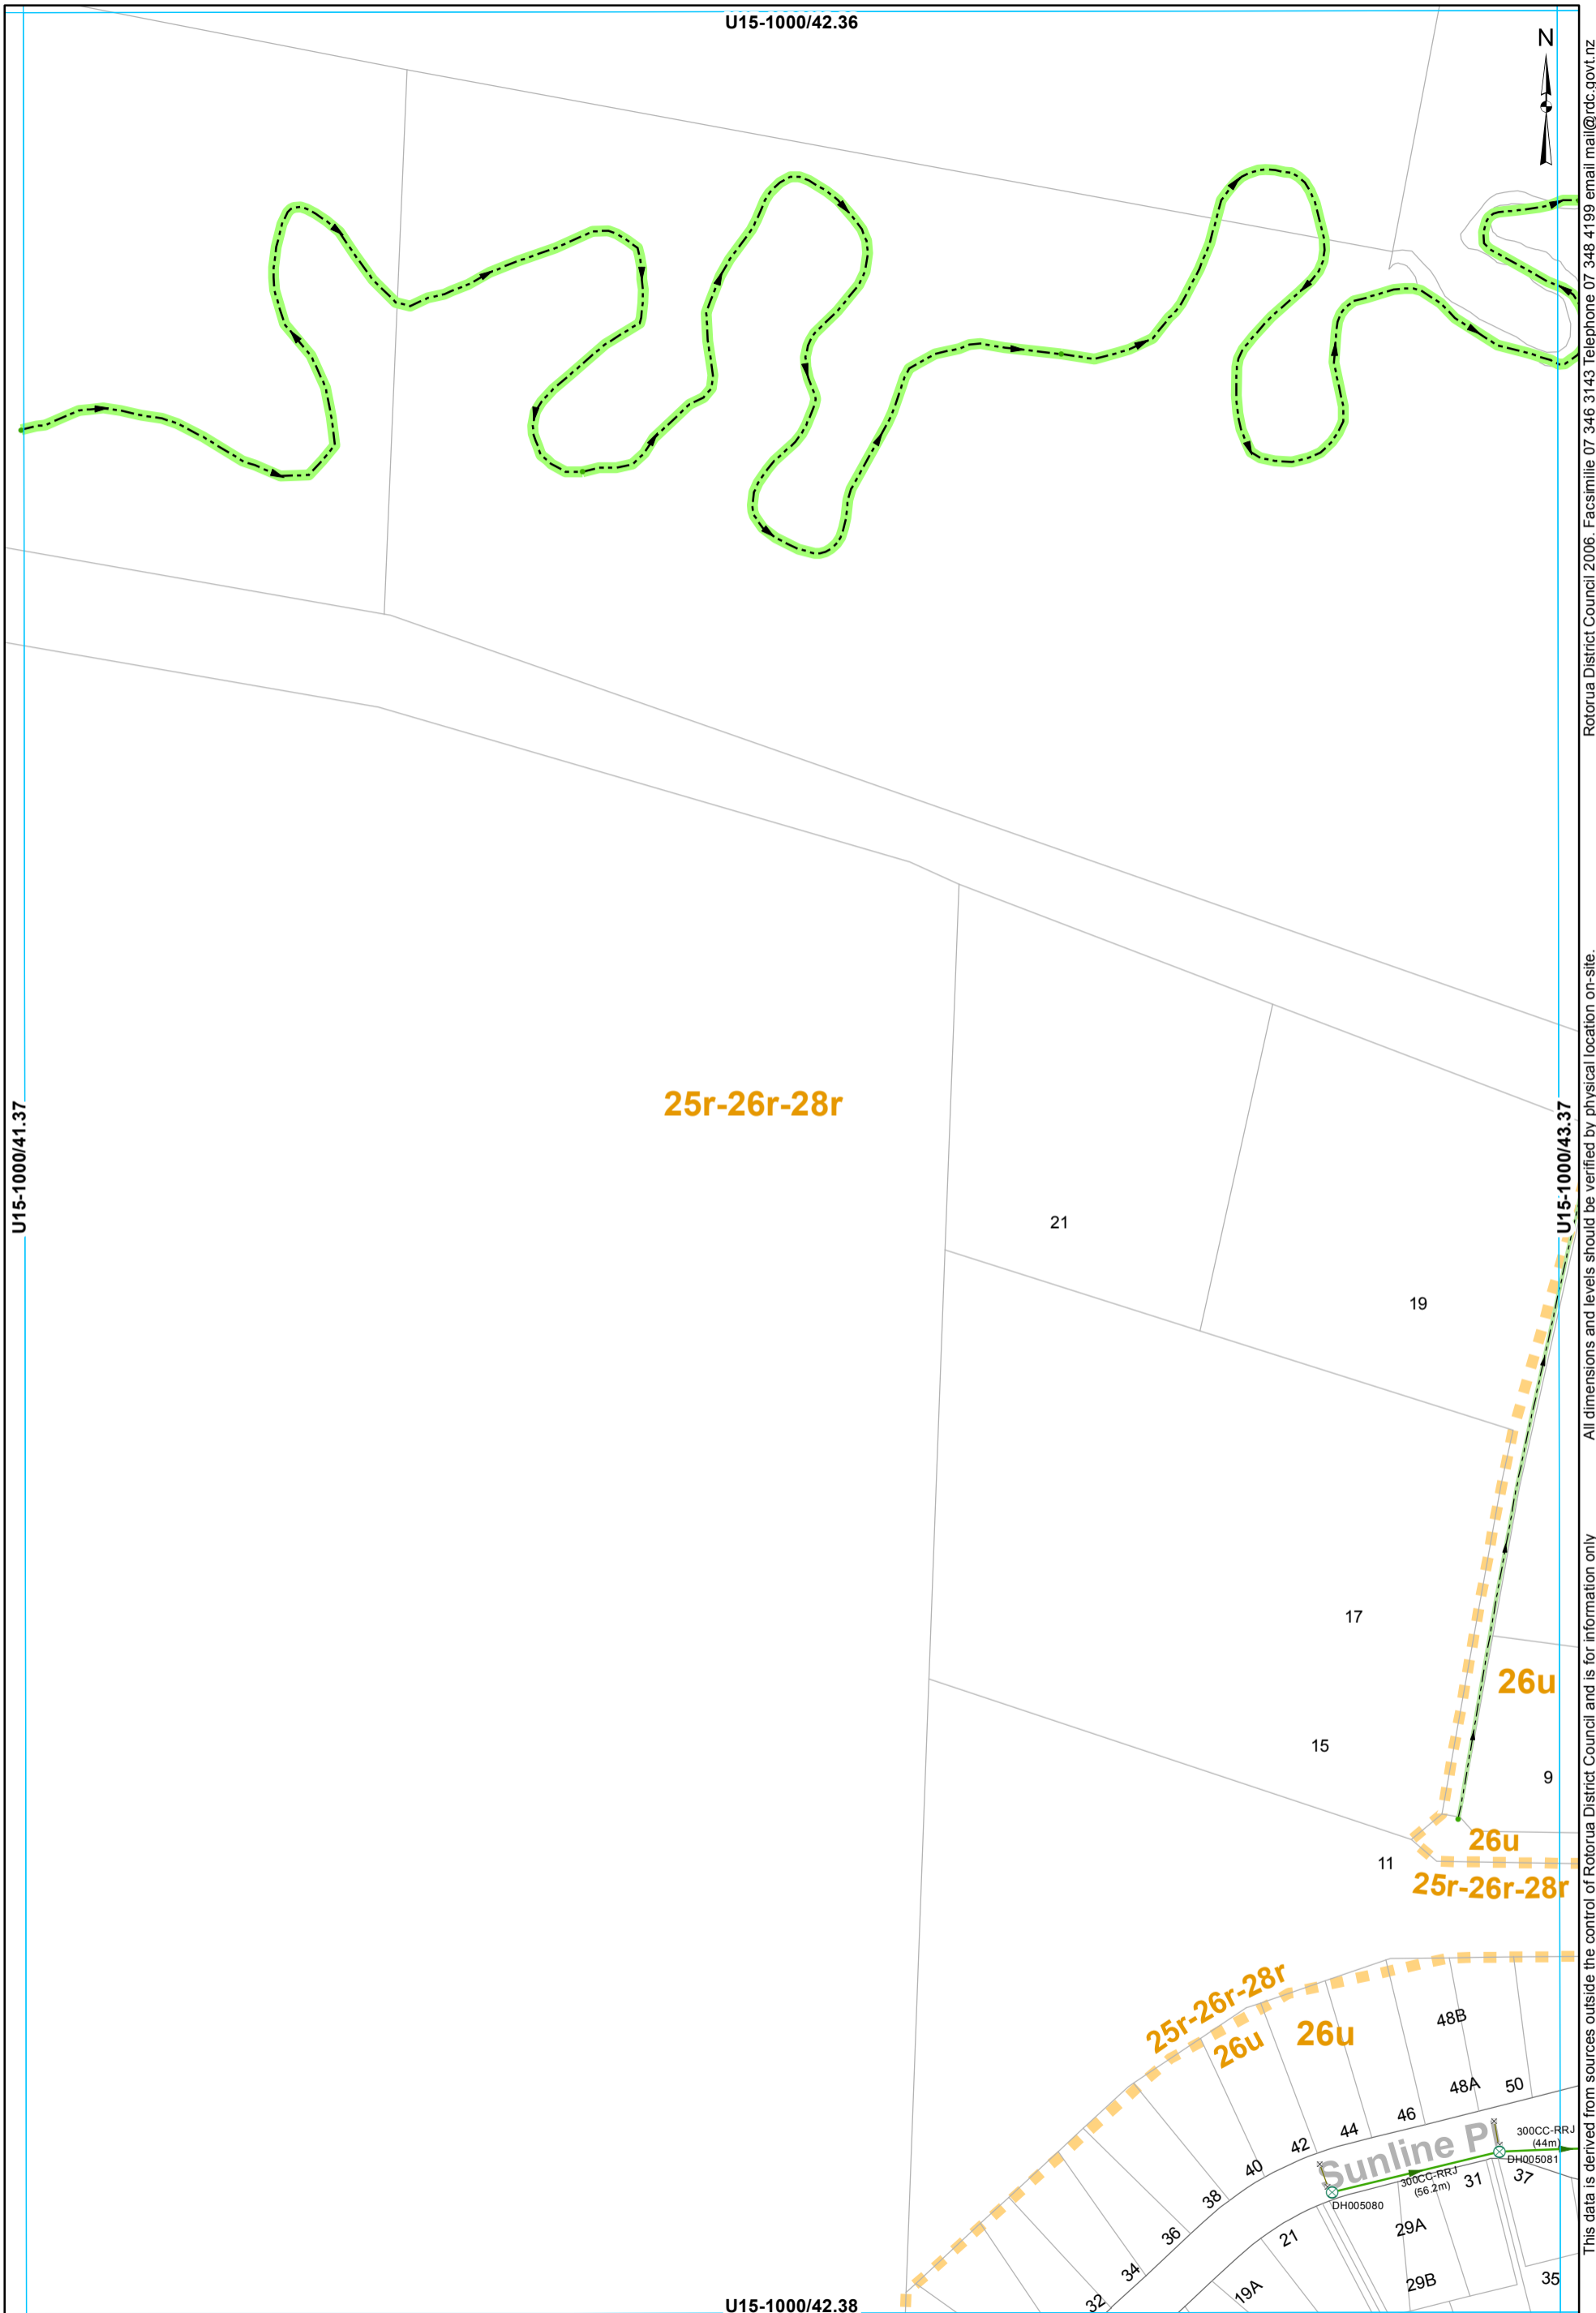 U15-1000/42.36
N
Rotorua District Council 2006. Facsimilie 07 346 3143 Telephone 07 348 4199 email mail@rdc.govt.nz
25r-26r-28r
U15-1000/41.37
U15-1000/43.37
All dimensions and levels should be verified by physical location on-site.
21
19
17
26u
15
9
26u
11
25r-26r-28r
This data is derived from sources outside the control of Rotorua District Council and is for information only
25r-26r-28r
26u
26u
48B
48A
50
46
44
42
40
38
36
34
32
Sunline Pl
300CC-RRJ
(44m)
DH005081
300CC-RRJ
(56.2m)
DH005080
31
37
29A
21
29B
35
19A
U15-1000/42.38